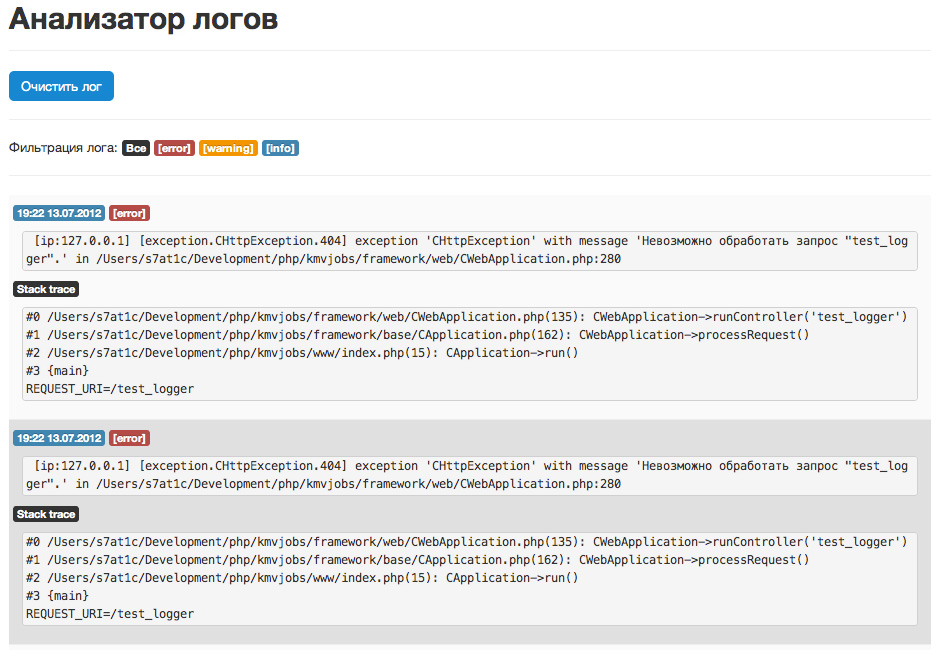 Анализатор логов
Очистить лог
Фильтрация лога: Все [error] [warning] [info]
19:22 13.07.2012 [error]
[ip:127.0.0.1] [exception.CHttpException.404] exception 'CHttpException' with message 'Невозможно обработать запрос "test_log
ger".' in /Users/s7at1c/Development/php/kmvjobs/framework/web/CWebApplication.php:280
Stack trace
#0 /Users/s7at1c/Development/php/kmvjobs/framework/web/CWebApplication.php(135): CWebApplication->runController('test_logger')
#1 /Users/s7at1c/Development/php/kmvjobs/framework/base/CApplication.php(162): CWebApplication->processRequest()
#2 /Users/s7at1c/Development/php/kmvjobs/www/index.php(15): CApplication->run()
#3 {main}
REQUEST_URI=/test_logger
19:22 13.07.2012 [error]
[ip:127.0.0.1] [exception.CHttpException.404] exception 'CHttpException' with message 'Невозможно обработать запрос "test_log
ger".' in /Users/s7at1c/Development/php/kmvjobs/framework/web/CWebApplication.php:280
Stack trace
#0 /Users/s7at1c/Development/php/kmvjobs/framework/web/CWebApplication.php(135): CWebApplication->runController('test_logger')
#1 /Users/s7at1c/Development/php/kmvjobs/framework/base/CApplication.php(162): CWebApplication->processRequest()
#2 /Users/s7at1c/Development/php/kmvjobs/www/index.php(15): CApplication->run()
#3 {main}
REQUEST_URI=/test_logger